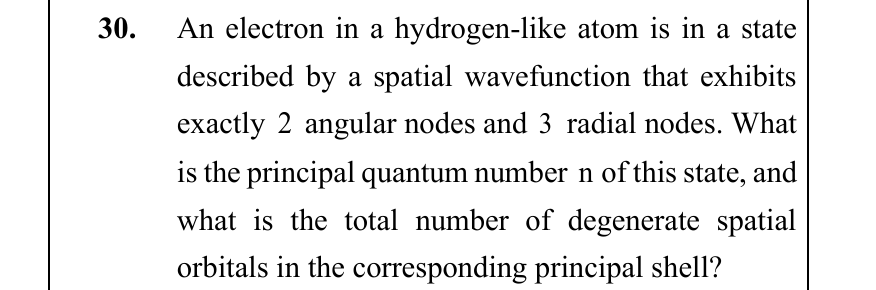 30. An electron in a hydrogen-like atom is in a state
described by a spatial wavefunction that exhibits
exactly 2 angular nodes and 3 radial nodes. What
is the principal quantum number n of this state, and
what is the total number of degenerate spatial
orbitals in the corresponding principal shell?